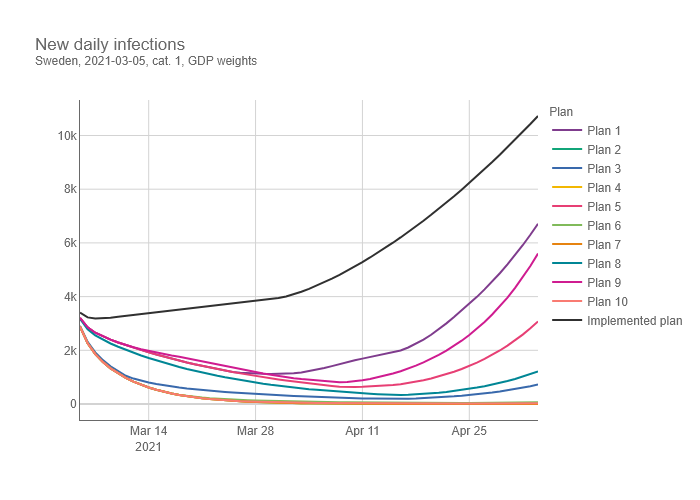 New daily infections
Sweden, 2021-03-05, cat. 1, GDP weights
Plan
Plan 1
Plan 2
Plan 3
Plan 4
Plan 5
Plan 6
Plan 7
Plan 8
Plan 9
Plan 10
Implemented plan
10k
8k
6k
4k
2k
0
Mar 14
2021
Mar 28
Apr 11
Apr 25